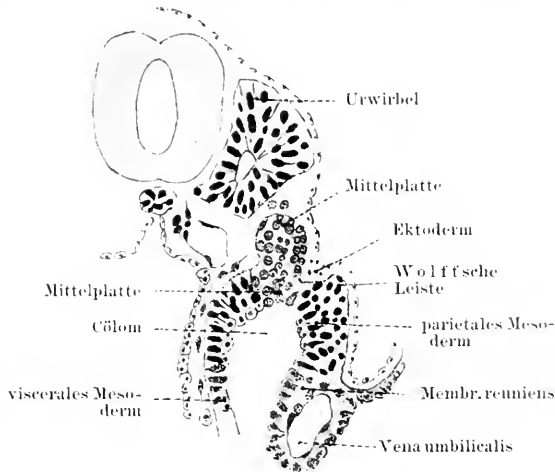 Urwirbel
Mittelplatte
Ektoderm
Wolffsche
Leiste
Mittelplatte
Cölom
parietales Meso-
derm
viscerales Meso-
derm
Membr. reuniens
Vena umbilicalis